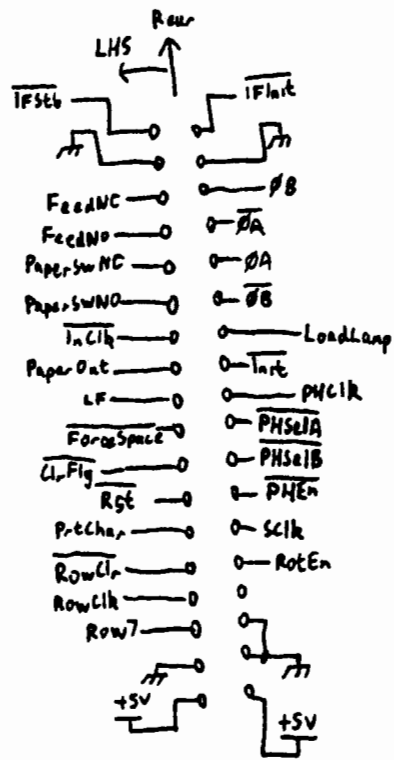 Rear
LHS
IFStb
IFInit
FeedNC
ØB
FeedNO
ØA
PaperSwNC
ØA
PaperSwNO
ØB
InClk
LoadLamp
PaperOut
Init
LF
PHClk
ForceSpace
PHSelA
ClrFlg
PHSelB
Rst
PHEn
PrtChar
SClk
RowClr
RotEn
RowClk
Row7
+5V
+5V